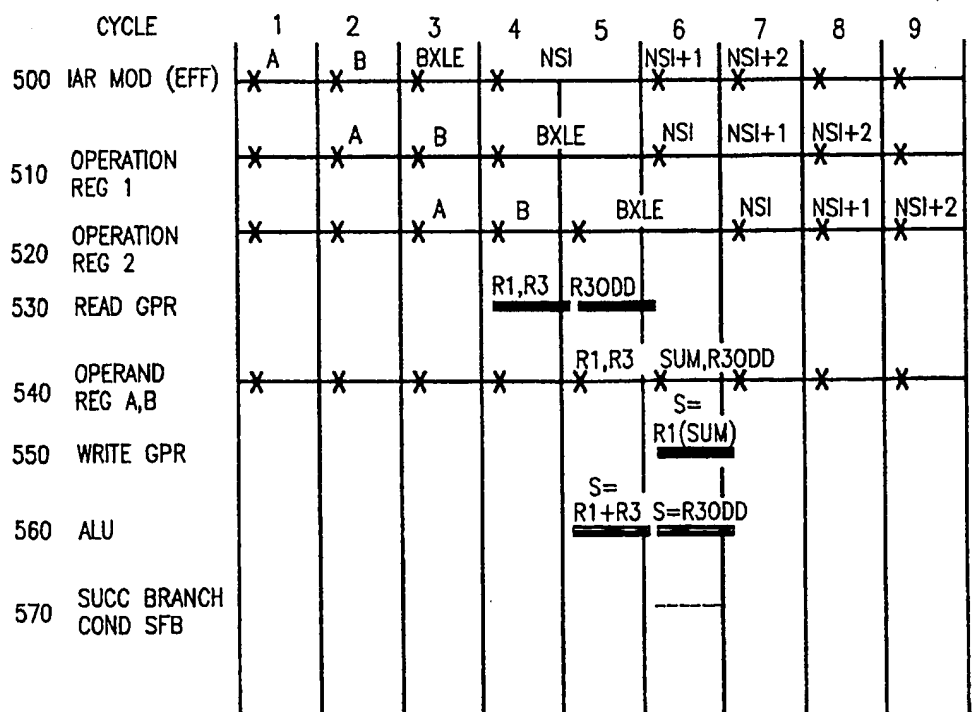 CYCLE 1 2 3 4 5 6 7 8 9
A B BXLE NSI NSI+1 NSI+2
500 IAR MOD (EFF)
A B BXLE NSI NSI+1 NSI+2
510 OPERATION
REG 1
A B BXLE NSI NSI+1 NSI+2
520 OPERATION
REG 2
R1,R3 R3ODD
530 READ GPR
R1,R3 SUM,R3ODD
540 OPERAND
REG A,B
S=
R1(SUM)
550 WRITE GPR
S=
R1+R3 S=R3ODD
560 ALU
570 SUCC BRANCH
COND SFB